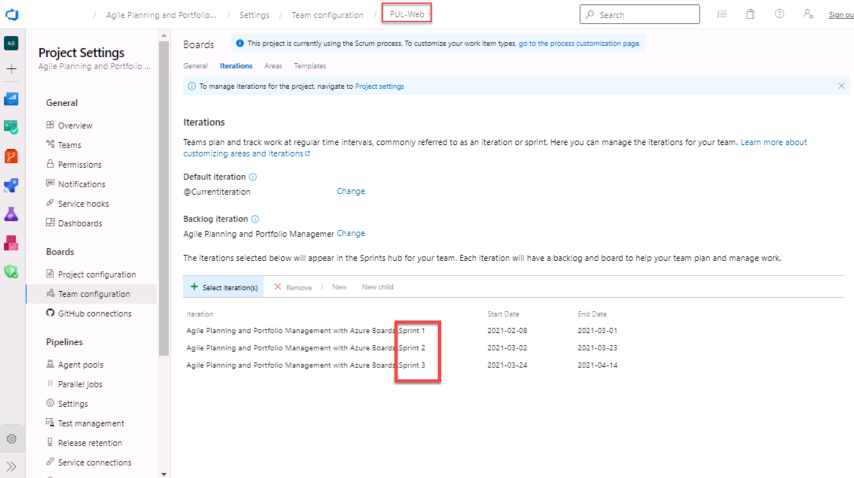 / Agile Planning and Portfolio... / Settings / Team configuration / PUL-Web
Search
Sign ou
AD
Project Settings
Agile Planning and Portfolio ...
General
Overview
Teams
Permissions
Notifications
Service hooks
Dashboards
Boards
Project configuration
Team configuration
GitHub connections
Pipelines
Agent pools
Parallel jobs
Settings
Test management
Release retention
Service connections
Boards
This project is currently using the Scrum process. To customize your work item types, go to the process customization page.
General Iterations Areas Templates
To manage iterations for the project, navigate to Project settings
Iterations
Teams plan and track work at regular time intervals, commonly referred to as an iteration or sprint. Here you can manage the iterations for your team. Learn more about
customizing areas and iterations
Default iteration
@CurrentIteration Change
Backlog iteration
Agile Planning and Portfolio Managemer Change
The iterations selected below will appear in the Sprints hub for your team. Each iteration will have a backlog and board to help your team plan and manage work.
+ Select iteration(s) Remove New New child
Iteration Start Date End Date
Agile Planning and Portfolio Management with Azure Boards\Sprint 1 2021-02-08 2021-03-01
Agile Planning and Portfolio Management with Azure Boards\Sprint 2 2021-03-02 2021-03-23
Agile Planning and Portfolio Management with Azure Boards\Sprint 3 2021-03-24 2021-04-14